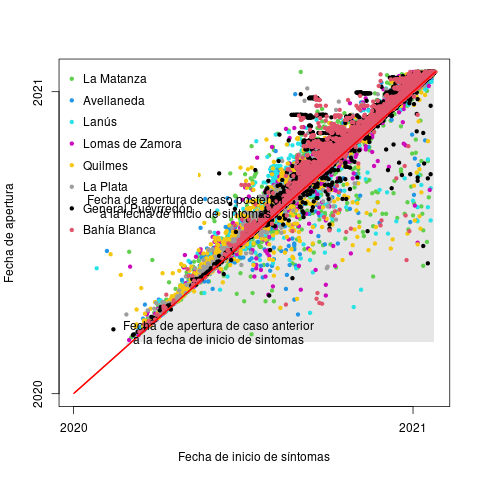 La Matanza
Avellaneda
Lanús
Lomas de Zamora
Quilmes
La Plata
General Pueyrredón
Bahía Blanca
Fecha de apertura de caso posterior
a la fecha de inicio de síntomas
Fecha de apertura de caso anterior
a la fecha de inicio de síntomas
2021
2020
Fecha de apertura
2020
2021
Fecha de inicio de síntomas